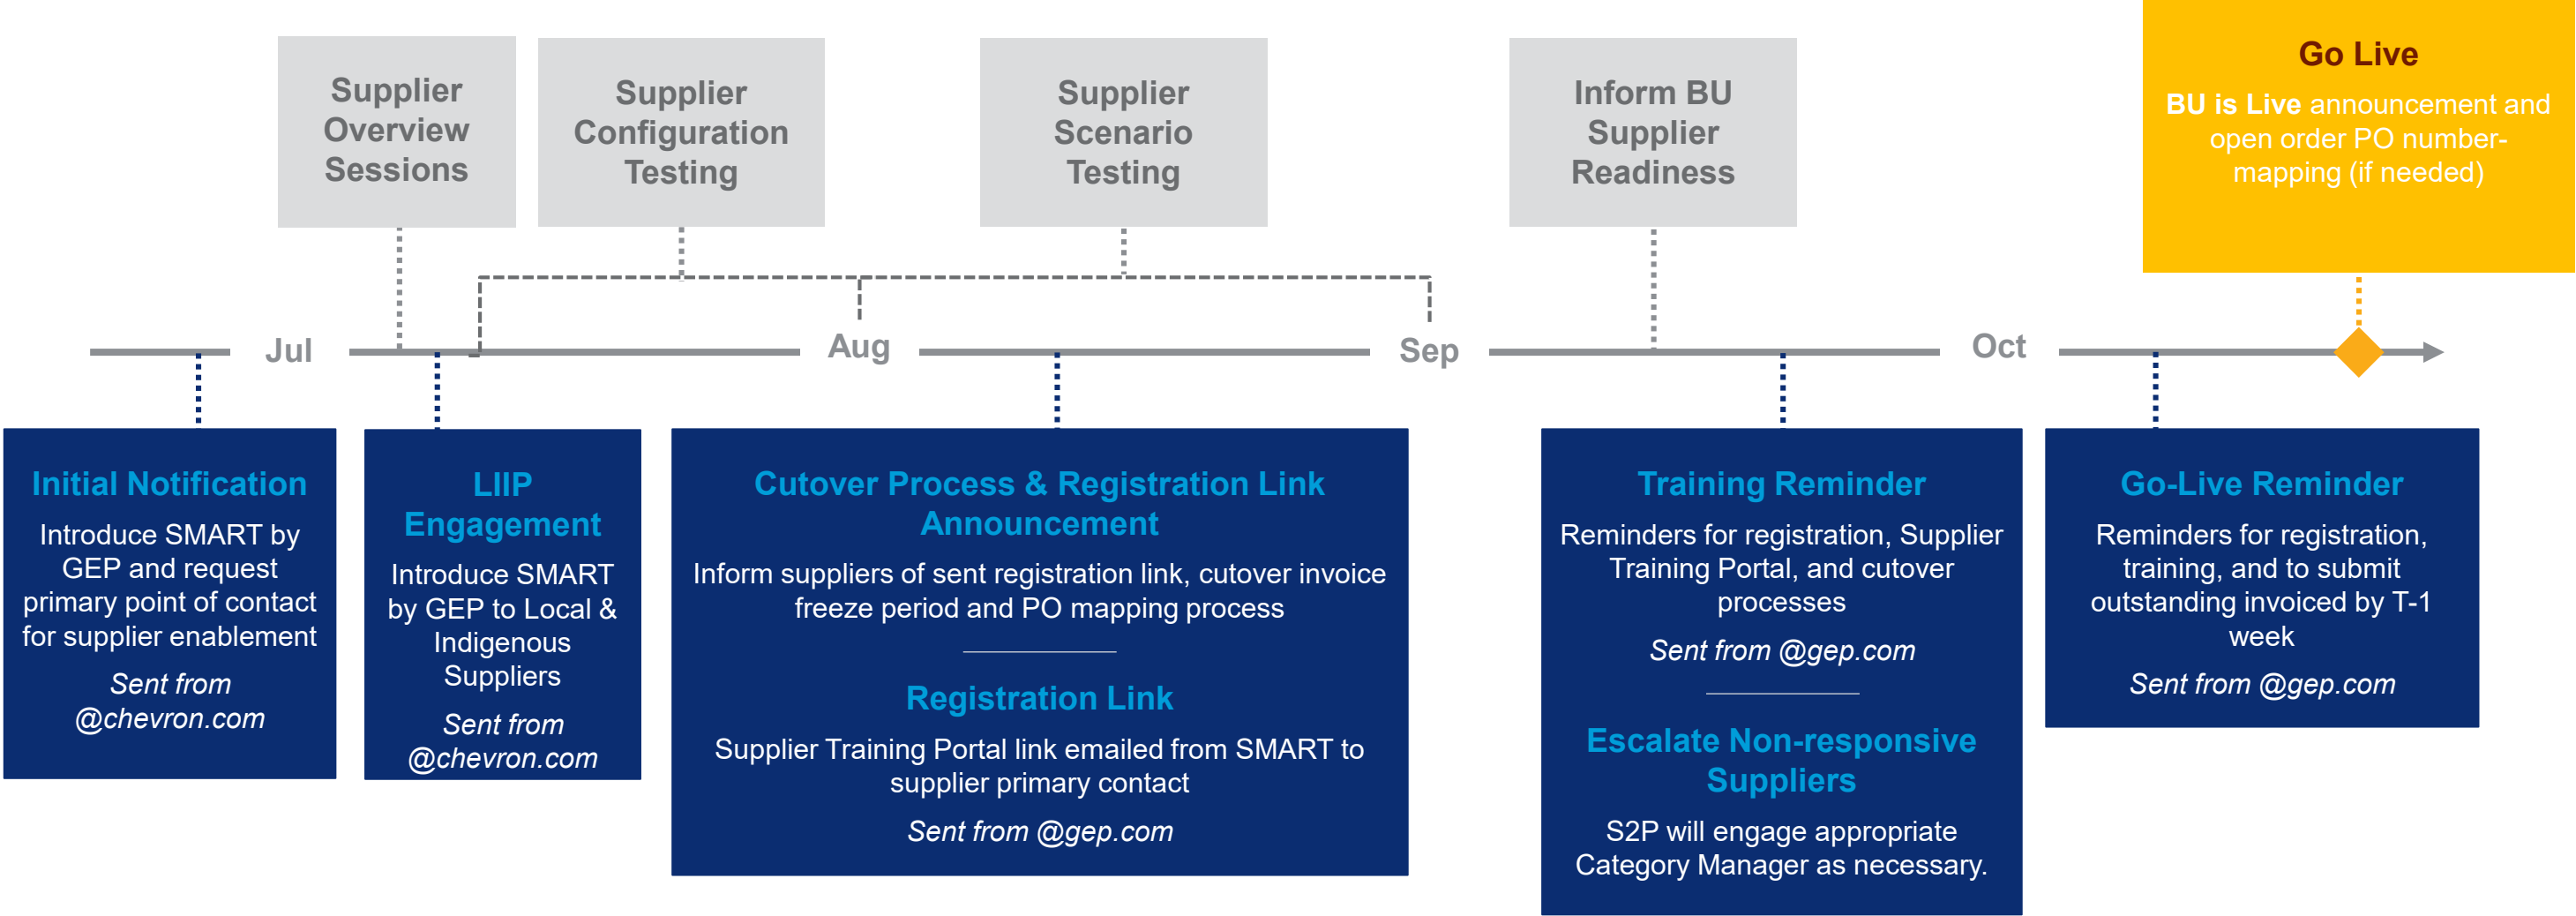 Supplier
Overview
Sessions
Supplier
Configuration
Testing
Supplier
Scenario
Testing
Inform BU
Supplier
Readiness
Go Live
BU is Live announcement and
open order PO number-
mapping (if needed)
Jul
Aug
Sep
Oct
Initial Notification
Introduce SMART by
GEP and request
primary point of contact
for supplier enablement
Sent from
@chevron.com
LIIP
Engagement
Introduce SMART
by GEP to Local &
Indigenous
Suppliers
Sent from
@chevron.com
Cutover Process & Registration Link
Announcement
Inform suppliers of sent registration link, cutover invoice
freeze period and PO mapping process
Registration Link
Supplier Training Portal link emailed from SMART to
supplier primary contact
Sent from @gep.com
Training Reminder
Reminders for registration, Supplier
Training Portal, and cutover
processes
Sent from @gep.com
Escalate Non-responsive
Suppliers
S2P will engage appropriate
Category Manager as necessary.
Go-Live Reminder
Reminders for registration,
training, and to submit
outstanding invoiced by T-1
week
Sent from @gep.com